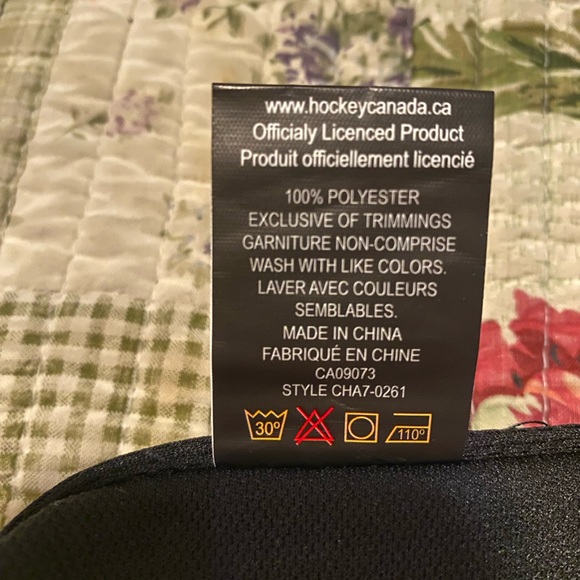 www.hockeycanada.ca
Officialy Licenced Product
Produit officiellement licencié
100% POLYESTER
EXCLUSIVE OF TRIMMINGS
GARNITURE NON-COMPRISE
WASH WITH LIKE COLORS.
LAVER AVEC COULEURS
SEMBLABLES.
MADE IN CHINA
FABRIQUÉ EN CHINE
CA09073
STYLE CHA7-0261
30° 110°